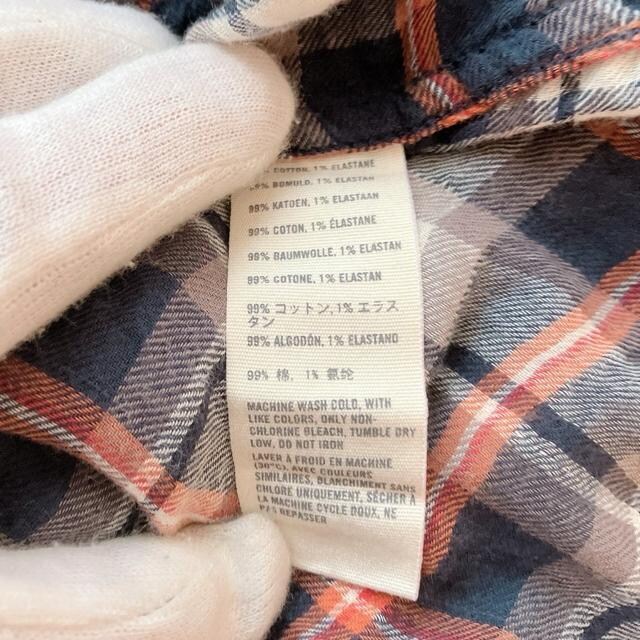 COTTON, 1% ELASTANE
99% BOMULD, 1% ELASTAN
99% KATOEN, 1% ELASTAAN
99% COTON, 1% ÉLASTANE
99% BAUMWOLLE, 1% ELASTAN
99% COTONE, 1% ELASTAN
99% コットン, 1% エラス
タン
99% ALGODÓN, 1% ELASTANO
99% 棉, 1% 氨纶
MACHINE WASH COLD, WITH
LIKE COLORS, ONLY NON-
CHLORINE BLEACH, TUMBLE DRY
LOW, DO NOT IRON
LAVER À FROID EN MACHINE
(30°C), AVEC COULEURS
SIMILAIRES, BLANCHIMENT SANS
CHLORE UNIQUEMENT, SÉCHER À
LA MACHINE CYCLE DOUX, NE
PAS REPASSER